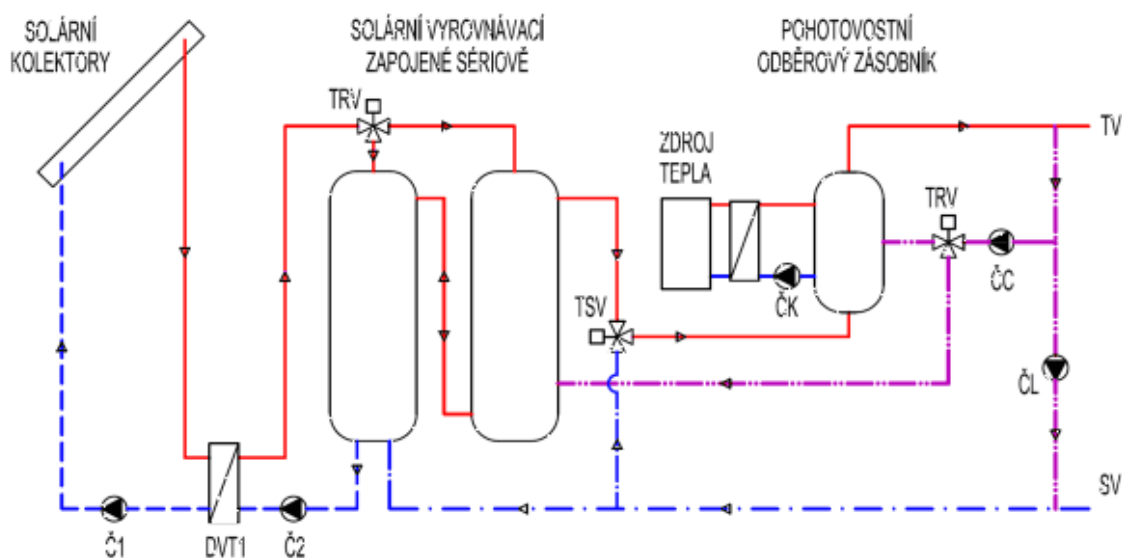 SOLÁRNÍ
KOLEKTORY
SOLÁRNÍ VYROVNÁVACÍ
ZAPOJENÉ SÉRIOVĚ
POHOTOVOSTNÍ
ODBĚROVÝ ZÁSOBNÍK
TRV
TV
ZDROJ
TEPLA
TRV
ČC
ČK
TSV
ČL
SV
Č1
DVT1
Č2